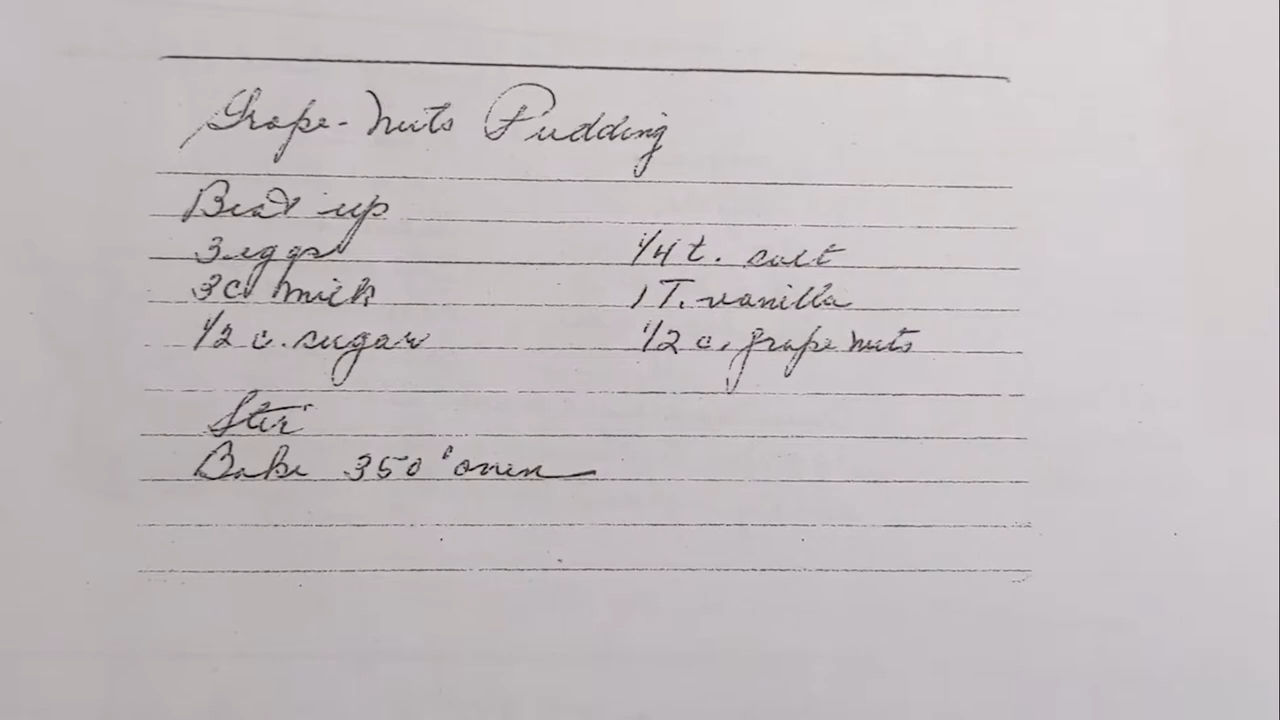 Grape-Nuts Pudding
Beat up
3 eggs 1/4 t. salt
3 c milk 1 T. vanilla
1/2 c. sugar 1/2 c. grape nuts
Stir
Bake 350° oven